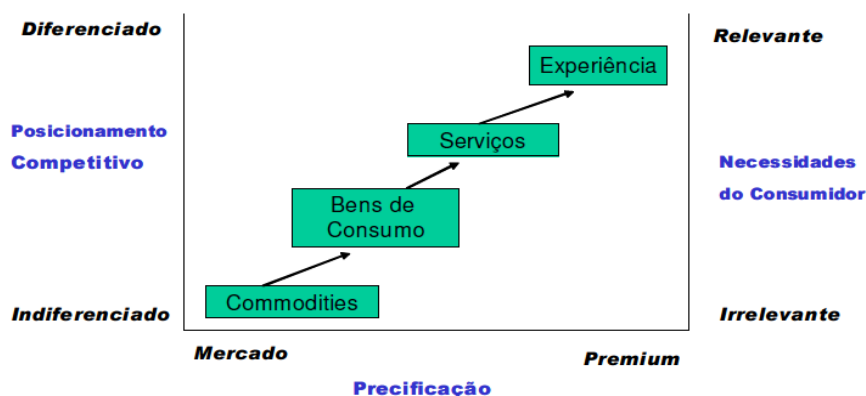 Diferenciado
Relevante
Experiência
Posicionamento
Competitivo
Serviços
Necessidades
do Consumidor
Bens de
Consumo
Commodities
Indiferenciado
Irrelevante
Mercado
Premium
Precificação